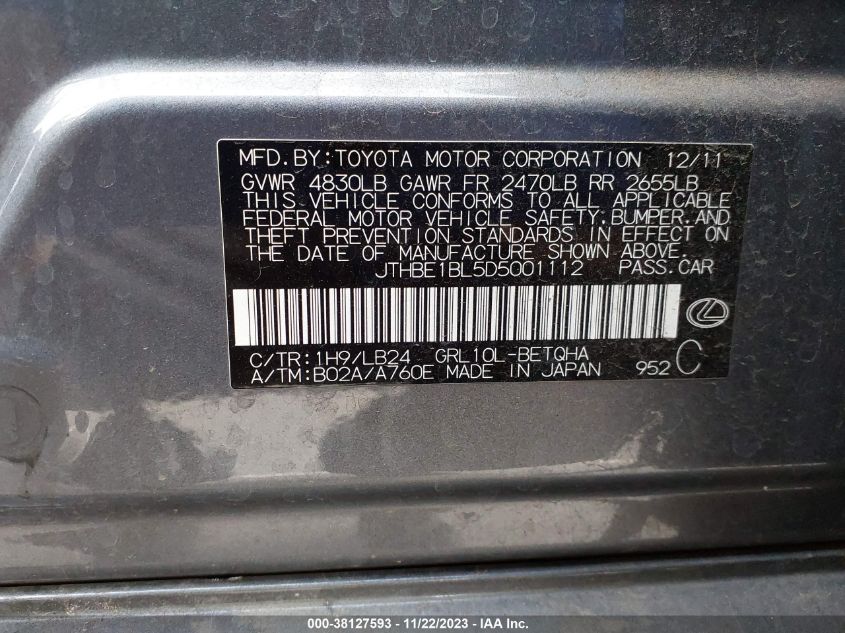 MFD.BY:TOYOTA MOTOR CORPORATION 12/11
GVWR 4830LB GAWR FR 2470LB RR 2655LB
THIS VEHICLE CONFORMS TO ALL APPLICABLE
FEDERAL MOTOR VEHICLE SAFETY,BUMPER,AND
THEFT PREVENTION STANDARDS IN EFFECT ON
THE DATE OF MANUFACTURE SHOWN ABOVE.
JTHBE1BL5D5001112 PASS.CAR
C/TR:1H9/LB24 GRL10L-BETQHA
A/TM:B02A/A760E MADE IN JAPAN 952 C
000-38127593 - 11/22/2023 - Copyright © IAA, Inc.